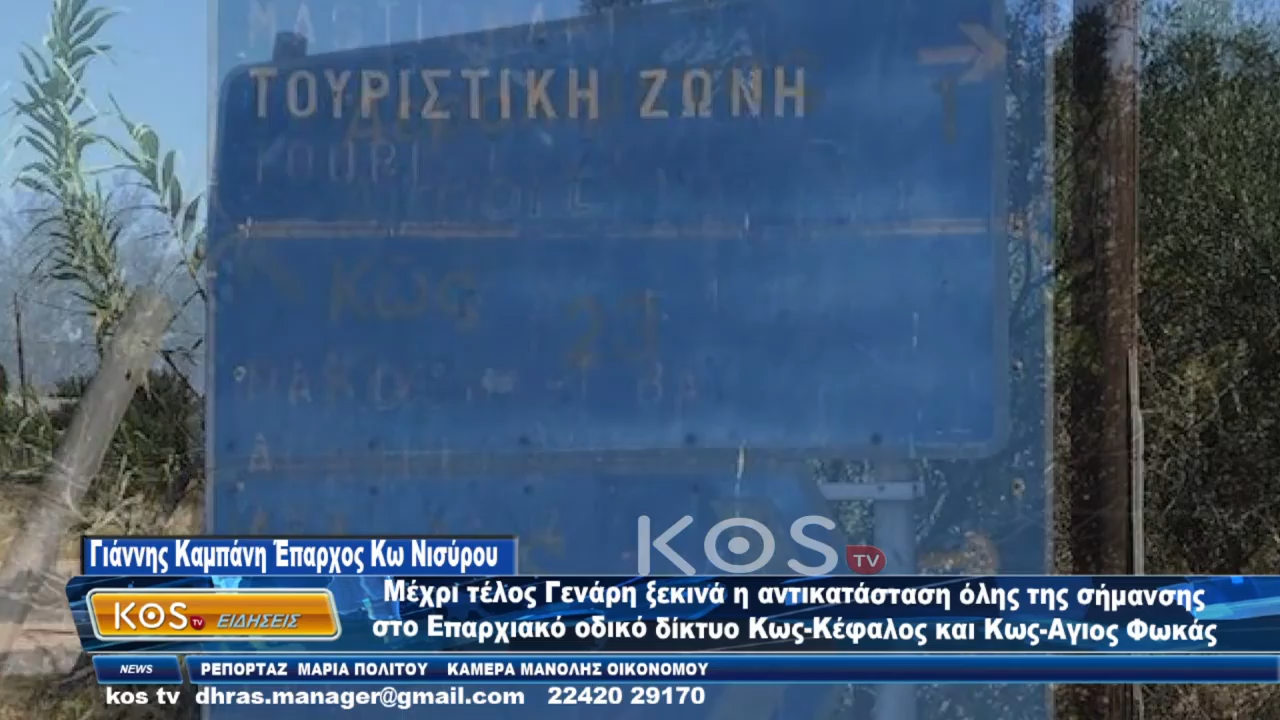 ΤΟΥΡΙΣΤΙΚΗ ΖΩΝΗ
1
Κως
23
KOS TV
Γιάννης Καμπάνη Έπαρχος Κω Νισύρου
Μέχρι τέλος Γενάρη ξεκινά η αντικατάσταση όλης της σήμανσης
στο Επαρχιακό οδικό δίκτυο Κως-Κέφαλος και Κως-Αγιος Φωκάς
KOS TV ΕΙΔΗΣΕΙΣ
NEWS
ΡΕΠΟΡΤΑΖ ΜΑΡΙΑ ΠΟΛΙΤΟΥ ΚΑΜΕΡΑ ΜΑΝΟΛΗΣ ΟΙΚΟΝΟΜΟΥ
kos tv dhras.manager@gmail.com 22420 29170